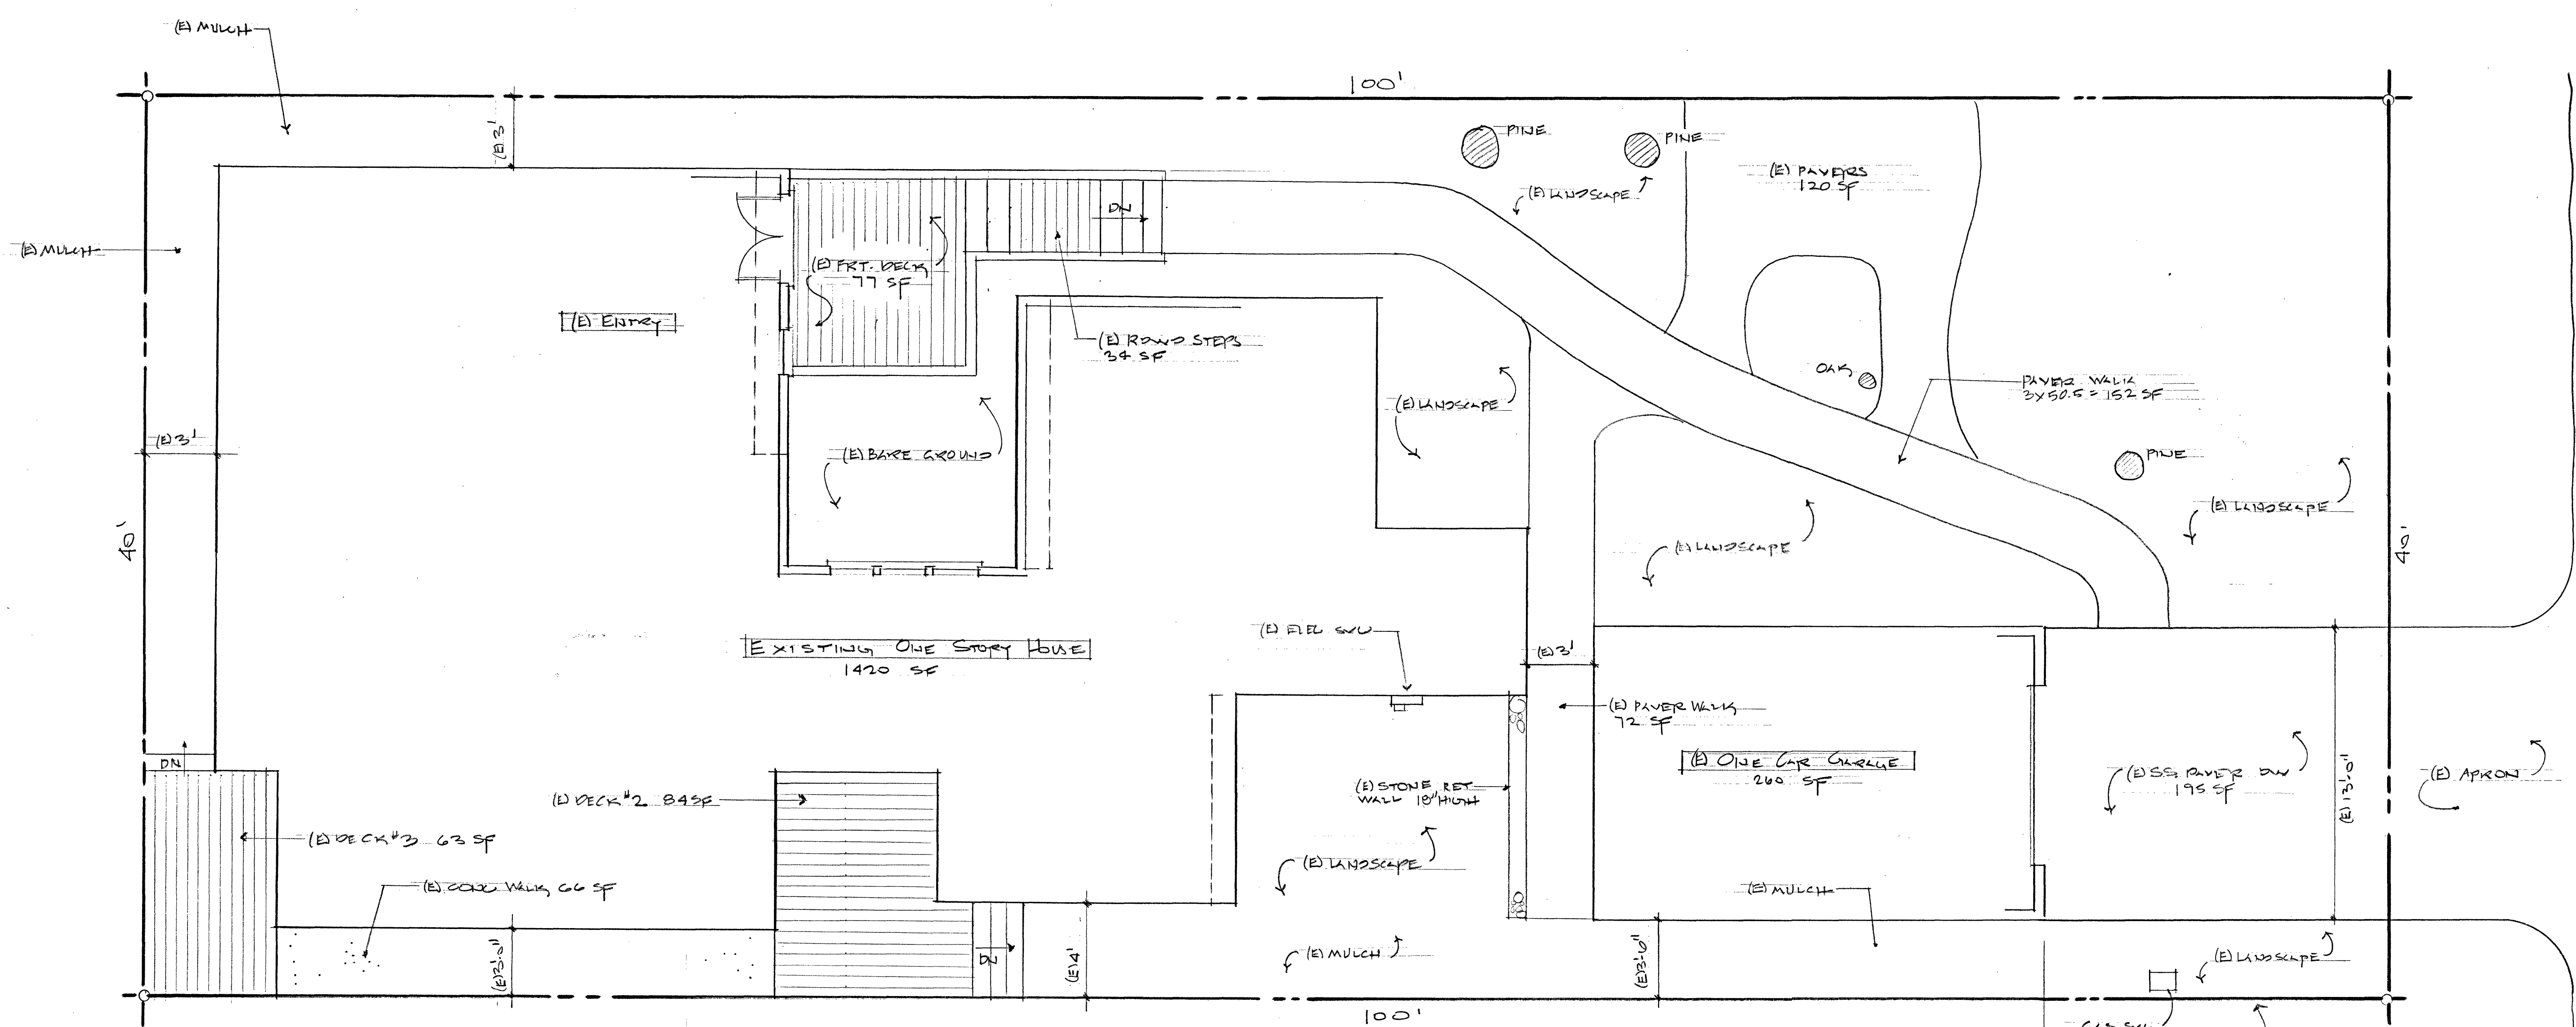 (E) MULCH
100'
(E) 3'
PINE
PINE
(E) LANDSCAPE
(E) PAVERS
120 SF
DN
(E) MULCH
(E) FRT. DECK
77 SF
(E) ENTRY
(E) ROUND STEPS
34 SF
OAK
PAVER WALK
3X50.5 = 152 SF
(E) LANDSCAPE
(E) 3'
(E) BARE GROUND
PINE
(E) LANDSCAPE
40'
40'
(E) LANDSCAPE
EXISTING ONE STORY HOUSE
1420 SF
(E) ELEC
(E) 3'
(E) PAVER WALK
72 SF
DN
(E) DECK #2 84 SF
(E) STONE RET.
WALL 18" HIGH
(E) ONE CAR GARAGE
260 SF
(E) S.S. PAVER DW
195 SF
(E) 13'-0"
(E) APRON
(E) DECK #3 63 SF
(E) CONC WALK 66 SF
(E) LANDSCAPE
(E) MULCH
(E) 3'-0"
DN
(E) 4'
(E) MULCH
(E) 3'-6"
(E) LANDSCAPE
100'